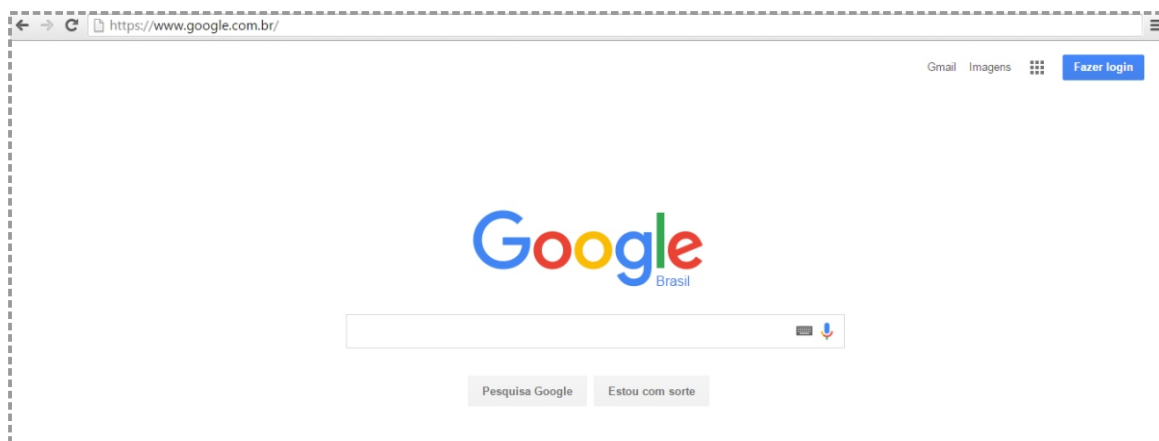 https://www.google.com.br/
Gmail Imagens Fazer login
Google
Brasil
Pesquisa Google Estou com sorte